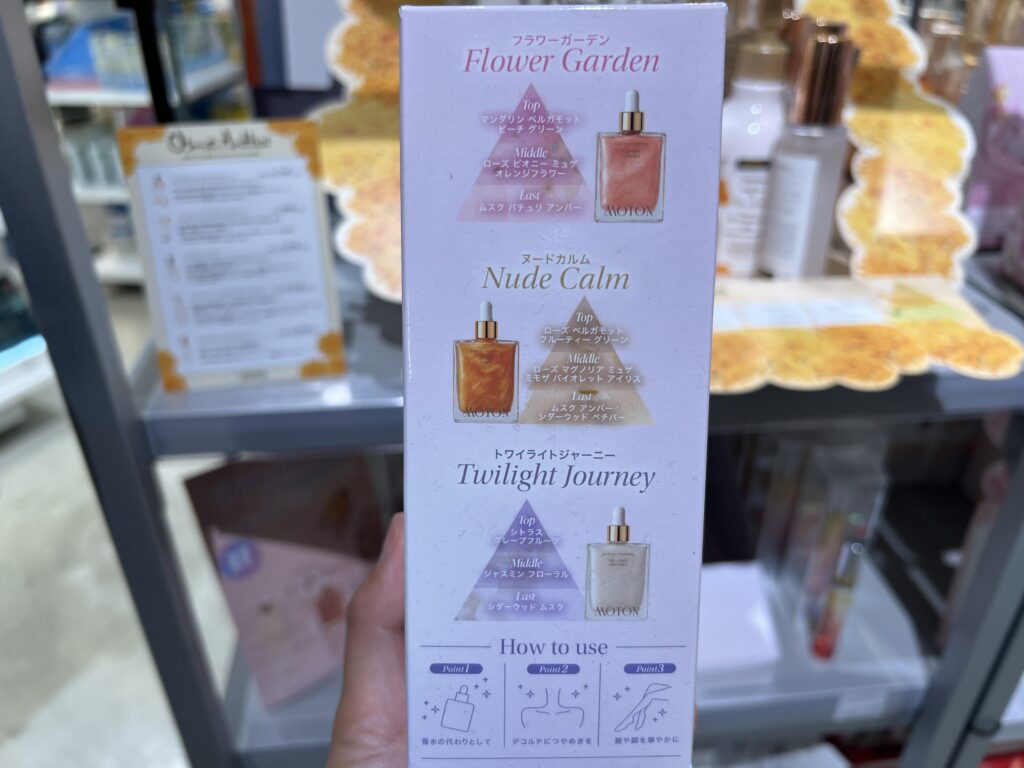 フラワーガーデン
Flower Garden
Top
マンダリン ベルガモット
ピーチ グリーン
Middle
ローズ ピオニー ミュゲ
オレンジフラワー
Last
ムスク パチュリ アンバー
MOTON
ヌードカルム
Nude Calm
Top
ローズ ベルガモット
フルーティー グリーン
Middle
ローズ マグノリア ミュゲ
ミモザ バイオレット アイリス
Last
ムスク アンバー
シダーウッド ベチバー
MOTON
トワイライトジャーニー
Twilight Journey
Top
シトラス
グレープフルーツ
Middle
ジャスミン フローラル
Last
シダーウッド ムスク
MOTON
How to use
Point1
香水の代わりとして
Point2
デコルテにつやめきを
Point3
腕や脚を華やかに